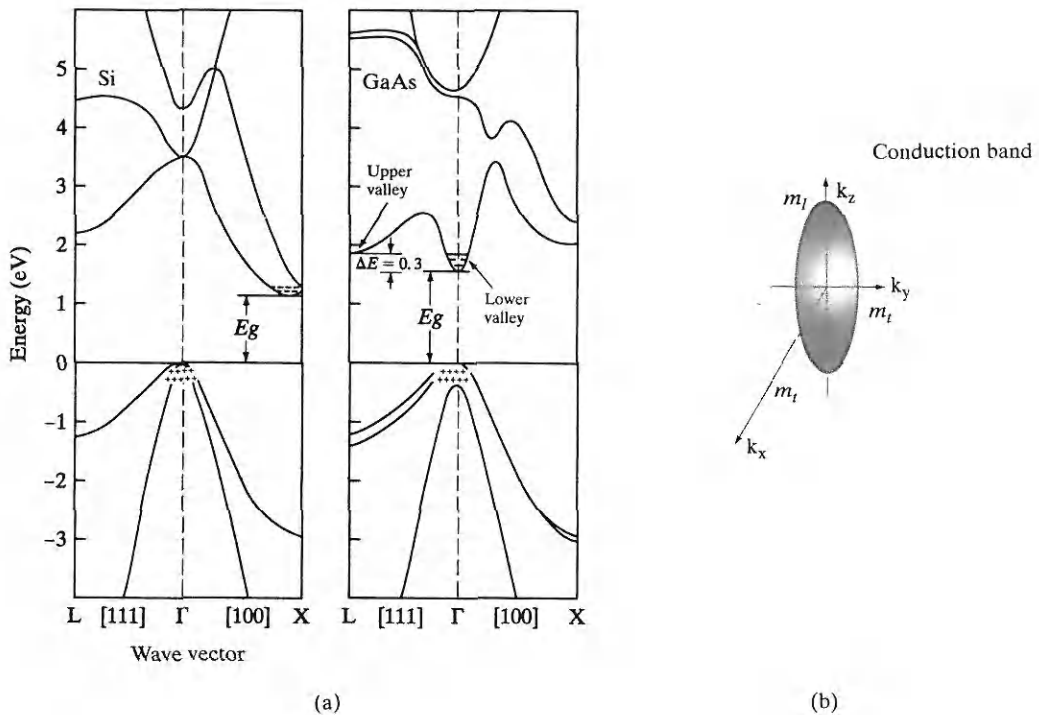 Si
GaAs
5
4
3
2
1
0
−1
−2
−3
Energy (eV)
Upper
valley
ΔE = 0.3
Lower
valley
Eg
Eg
L [111] Γ [100] X
L [111] Γ [100] X
Wave vector
(a)
Conduction band
m_l
k_z
k_y
m_t
m_t
k_x
(b)